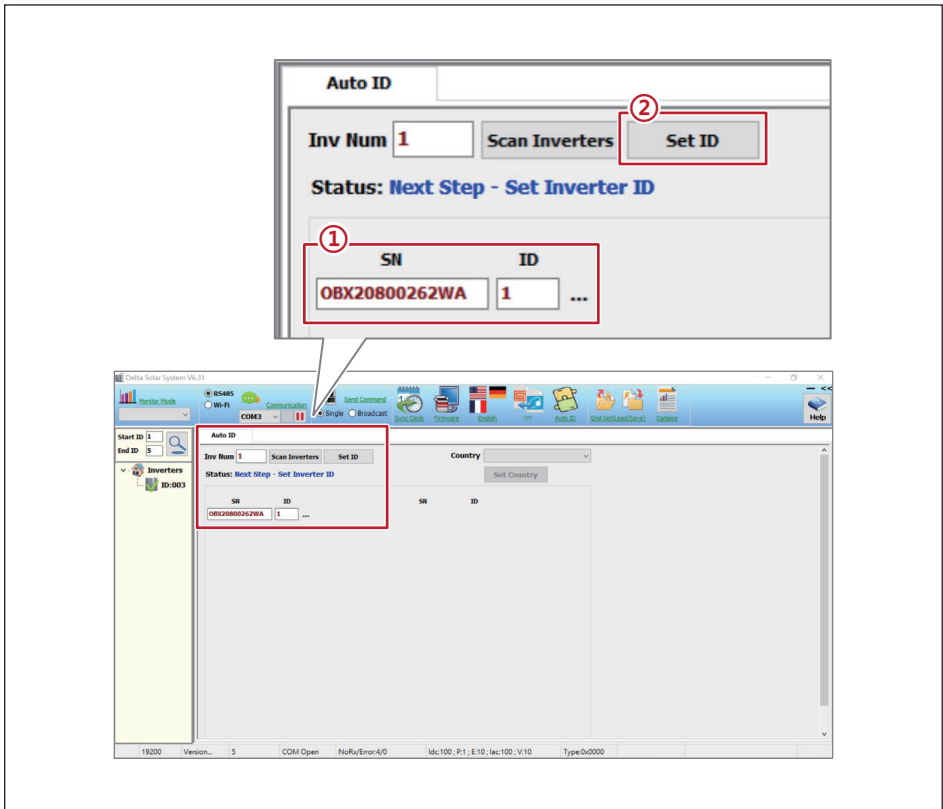 Auto ID
②
Inv Num 1 Scan Inverters Set ID
Status: Next Step - Set Inverter ID
①
SN ID
OBX20800262WA 1 ...
Delta Solar System V6.31
Monitor Mode
RS485
Wi-Fi
COM3
Communication
Send Command
Single Broadcast
Sync Clock Firmware English FFF Auto ID Grid Set(Load/Save) Datalog
<<
Help
Start ID 1
End ID 5
Inverters
ID:003
Auto ID
Inv Num 1 Scan Inverters Set ID Country
Status: Next Step - Set Inverter ID Set Country
SN ID SN ID
OBX20800262WA 1 ...
19200 Version... 5 COM Open NoRx/Error:4/0 Idc:100 ; P:1 ; E:10 ; Iac:100 ; V:10 Type:0x0000